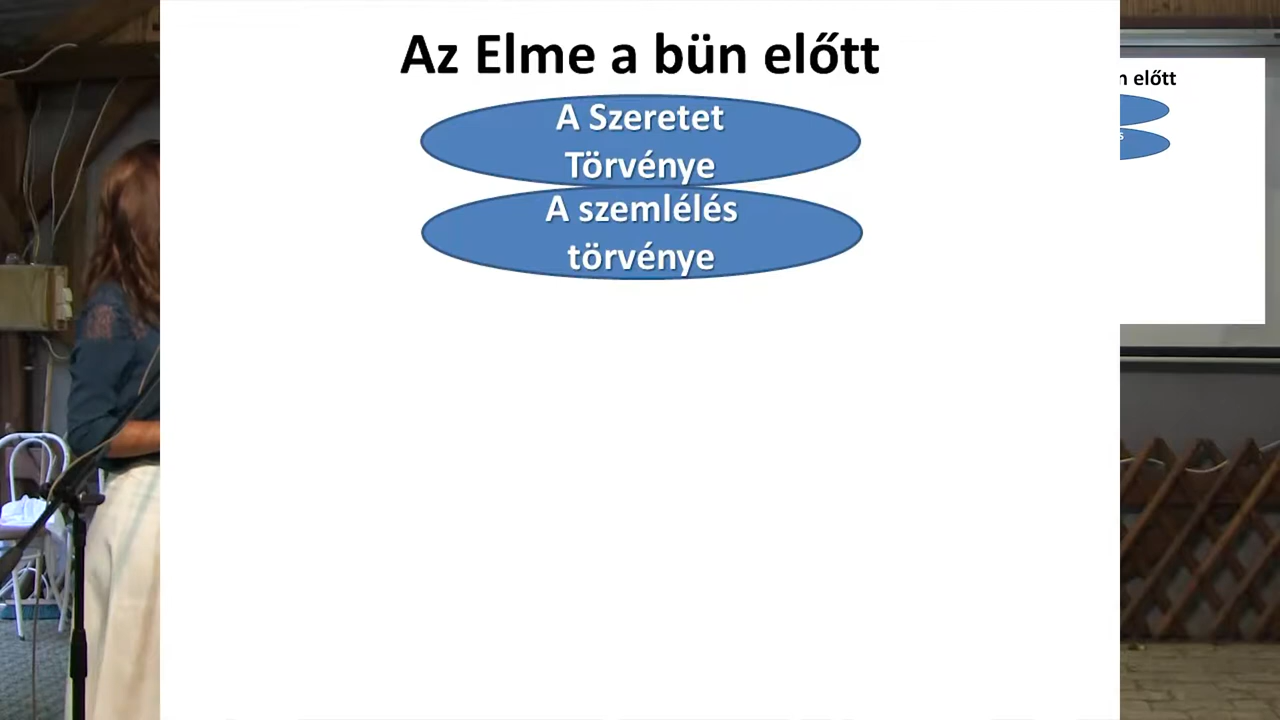 Az Elme a bün előtt
A Szeretet
Törvénye
A szemlélés
törvénye
n előtt
s